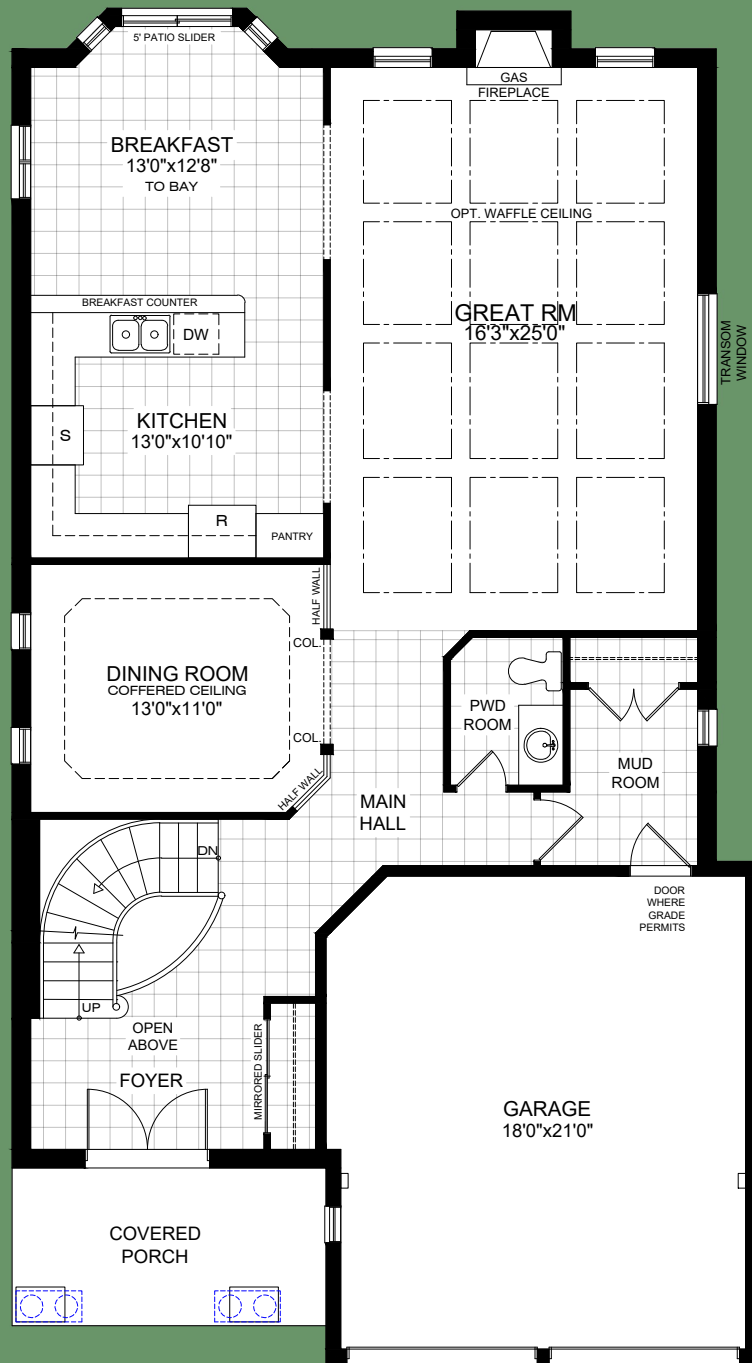 5' PATIO SLIDER
GAS
FIREPLACE
BREAKFAST
13'0"x12'8"
TO BAY
OPT. WAFFLE CEILING
BREAKFAST COUNTER
GREAT RM
16'3"x25'0"
DW
TRANSOM
WINDOW
KITCHEN
13'0"x10'10"
S
R
PANTRY
HALF WALL
COL.
DINING ROOM
COFFERED CEILING
13'0"x11'0"
PWD
ROOM
COL.
MUD
ROOM
HALF WALL
MAIN
HALL
DN
DOOR
WHERE
GRADE
PERMITS
UP
OPEN
ABOVE
MIRRORED SLIDER
FOYER
GARAGE
18'0"x21'0"
COVERED
PORCH